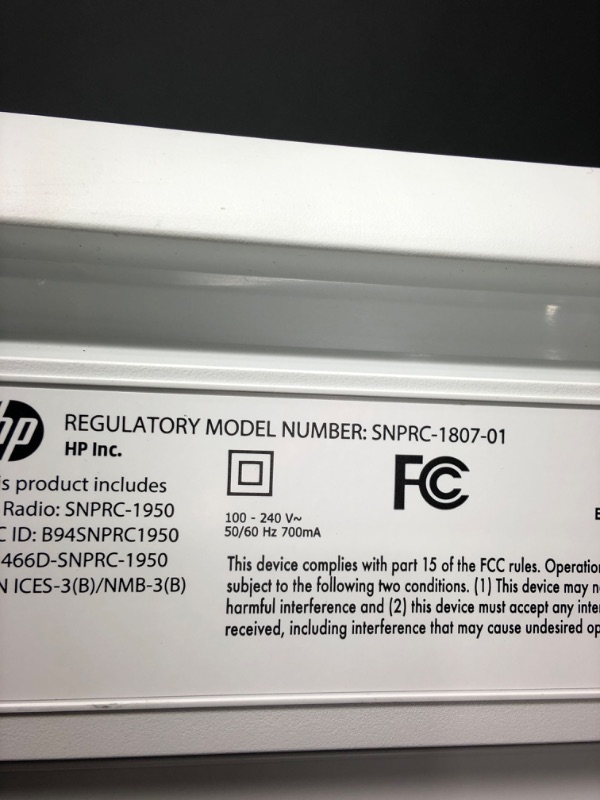 hp
REGULATORY MODEL NUMBER: SNPRC-1807-01
HP Inc.
product includes
Radio: SNPRC-1950
ID: B94SNPRC1950
466D-SNPRC-1950
ICES-3(B)/NMB-3(B)
100 - 240 V~
50/60 Hz 700mA
FC
This device complies with part 15 of the FCC rules.
subject to the following two conditions. (1) This device may
harmful interference and (2) this device must accept any
received, including interference that may cause undesired